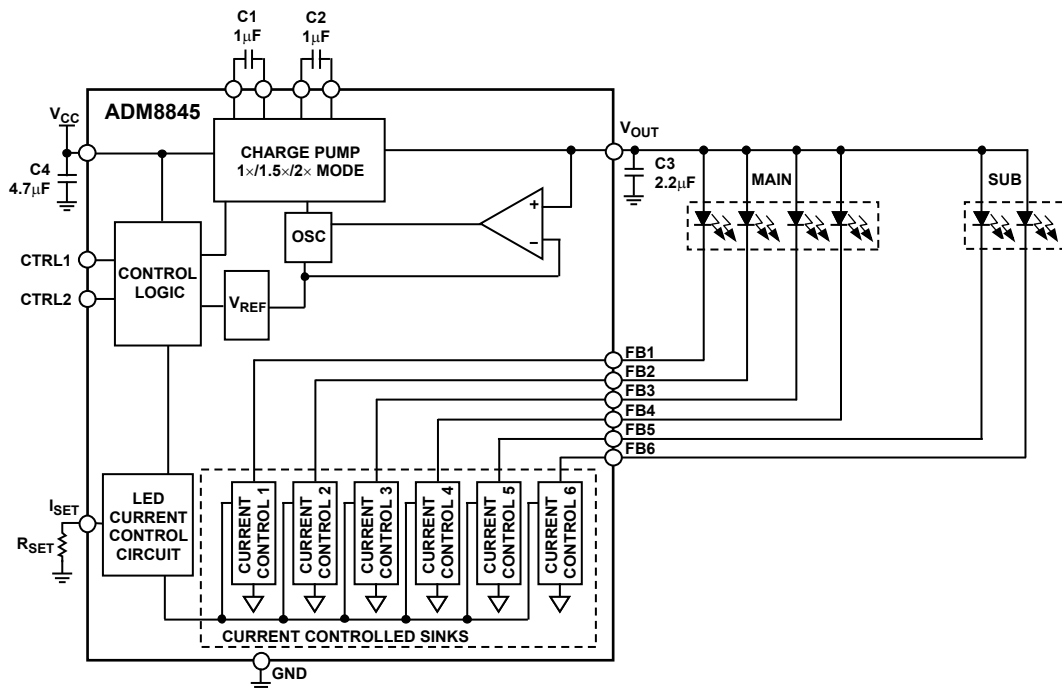 C1
1μF
C2
1μF
ADM8845
VCC
C4
4.7μF
CHARGE PUMP
1×/1.5×/2× MODE
VOUT
C3
2.2μF
MAIN
SUB
+
–
OSC
CTRL1
CTRL2
CONTROL
LOGIC
VREF
FB1
FB2
FB3
FB4
FB5
FB6
ISET
RSET
LED
CURRENT
CONTROL
CIRCUIT
CURRENT
CONTROL 1
CURRENT
CONTROL 2
CURRENT
CONTROL 3
CURRENT
CONTROL 4
CURRENT
CONTROL 5
CURRENT
CONTROL 6
CURRENT CONTROLLED SINKS
GND